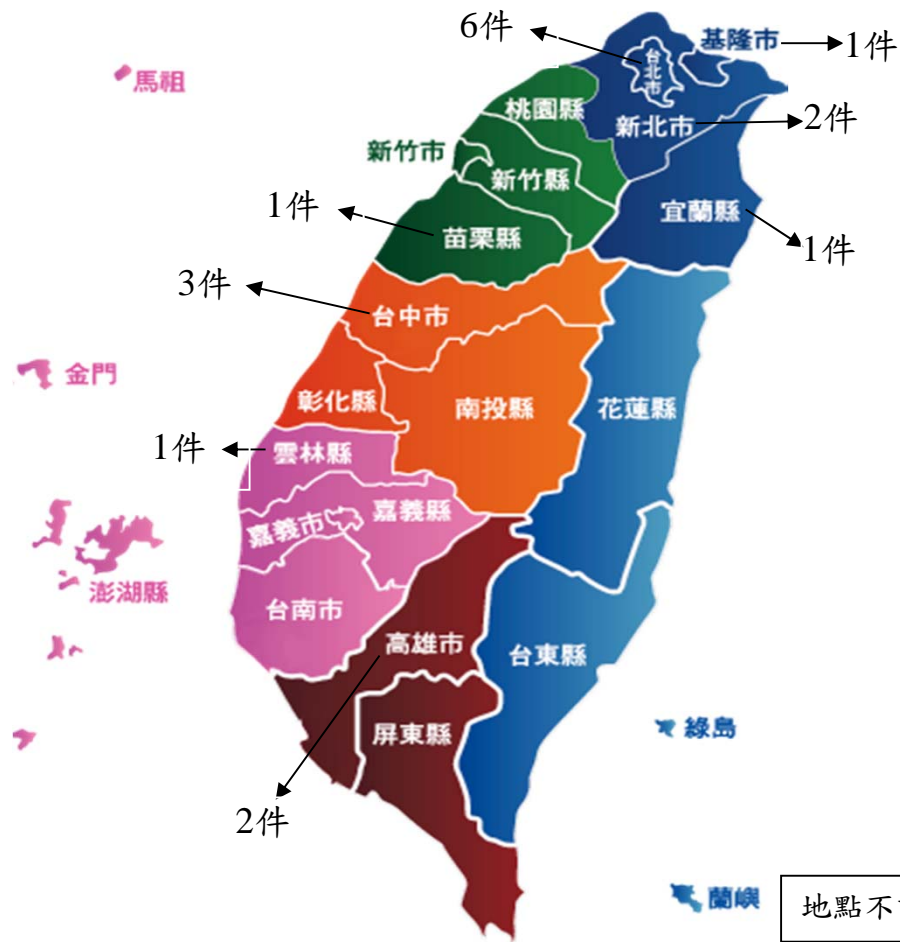 6件
基隆市
1件
台北市
馬祖
桃園縣
新北市
2件
新竹市
新竹縣
宜蘭縣
1件
苗栗縣
1件
3件
台中市
金門
彰化縣
南投縣
花蓮縣
1件
雲林縣
嘉義市
嘉義縣
澎湖縣
台南市
高雄市
台東縣
屏東縣
綠島
2件
蘭嶼
地點不